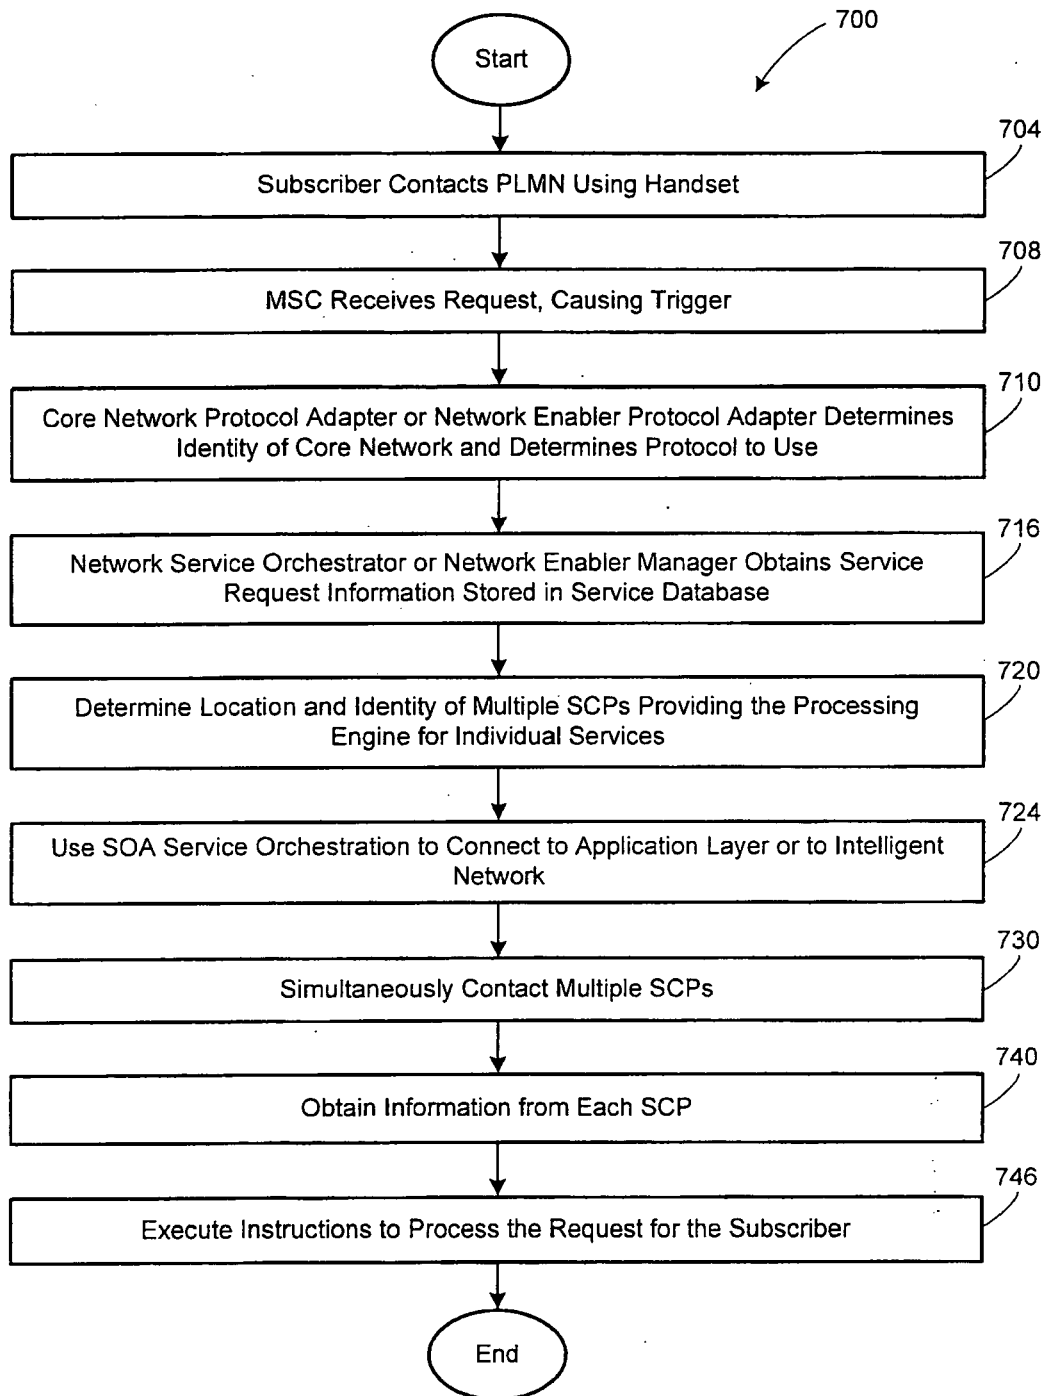 700
Start
704
Subscriber Contacts PLMN Using Handset
708
MSC Receives Request, Causing Trigger
710
Core Network Protocol Adapter or Network Enabler Protocol Adapter Determines
Identity of Core Network and Determines Protocol to Use
716
Network Service Orchestrator or Network Enabler Manager Obtains Service
Request Information Stored in Service Database
720
Determine Location and Identity of Multiple SCPs Providing the Processing
Engine for Individual Services
724
Use SOA Service Orchestration to Connect to Application Layer or to Intelligent
Network
730
Simultaneously Contact Multiple SCPs
740
Obtain Information from Each SCP
746
Execute Instructions to Process the Request for the Subscriber
End